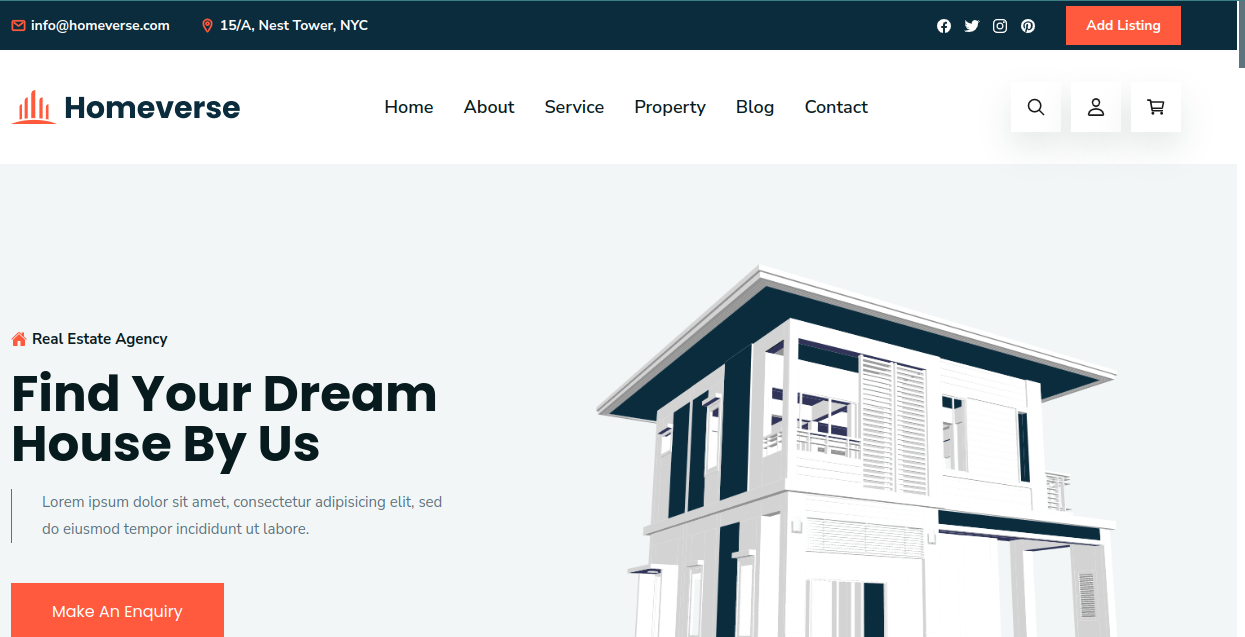 info@homeverse.com
15/A, Nest Tower, NYC
Add Listing
Homeverse
Home
About
Service
Property
Blog
Contact
Real Estate Agency
Find Your Dream
House By Us
Lorem ipsum dolor sit amet, consectetur adipisicing elit, sed
do eiusmod tempor incididunt ut labore.
Make An Enquiry